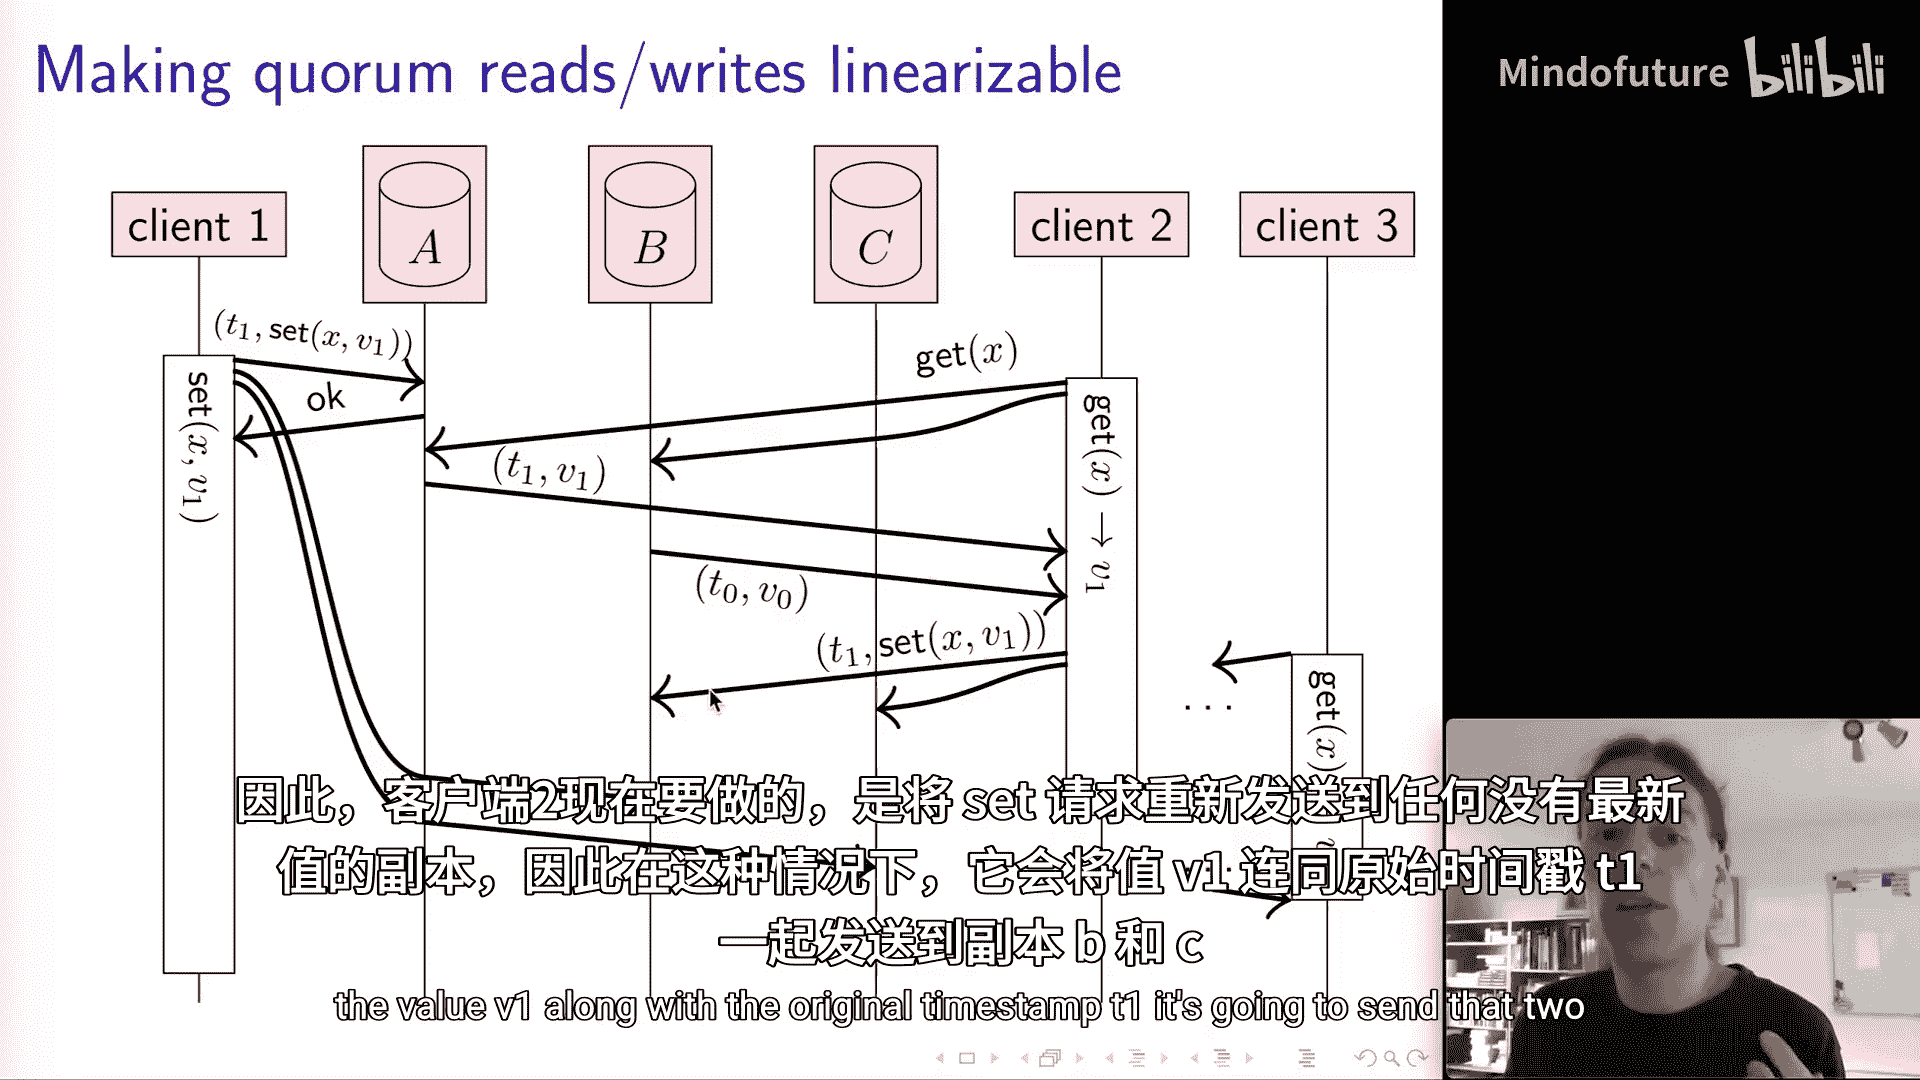 Making quorum reads/writes linearizable
Mindofuture bilibili
client 1
A
B
C
client 2
client 3
(t₁, set(x, v₁))
get(x)
set(x, v₁)
ok
get(x) → v₁
(t₁, v₁)
(t₀, v₀)
(t₁, set(x, v₁))
...
get(x)
因此，客户端2现在要做的，是将 set 请求重新发送到任何没有最新
值的副本，因此在这种情况下，它会将值 v1 连同原始时间戳 t1
一起发送到副本 b 和 c
the value v1 along with the original timestamp t1 it's going to send that two